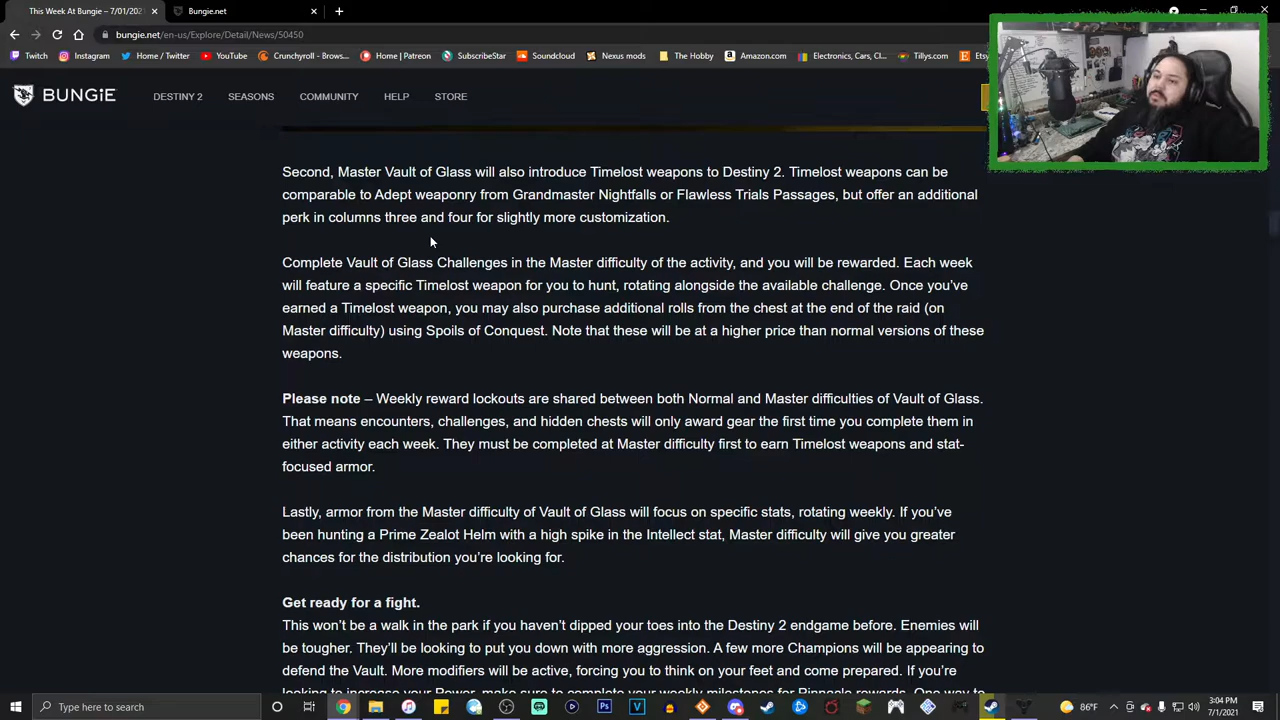 This Week At Bungie – 7/01/202
Bungie.net
bungie.net/en-us/Explore/Detail/News/50450
Twitch
Instagram
Home / Twitter
YouTube
Crunchyroll - Brows...
Home | Patreon
SubscribeStar
Soundcloud
Nexus mods
The Hobby
Amazon.com
Electronics, Cars, Cl...
Tillys.com
Ets
BUNGiE
DESTINY 2
SEASONS
COMMUNITY
HELP
STORE
Second, Master Vault of Glass will also introduce Timelost weapons to Destiny 2. Timelost weapons can be
comparable to Adept weaponry from Grandmaster Nightfalls or Flawless Trials Passages, but offer an additional
perk in columns three and four for slightly more customization.
Complete Vault of Glass Challenges in the Master difficulty of the activity, and you will be rewarded. Each week
will feature a specific Timelost weapon for you to hunt, rotating alongside the available challenge. Once you've
earned a Timelost weapon, you may also purchase additional rolls from the chest at the end of the raid (on
Master difficulty) using Spoils of Conquest. Note that these will be at a higher price than normal versions of these
weapons.
Please note – Weekly reward lockouts are shared between both Normal and Master difficulties of Vault of Glass.
That means encounters, challenges, and hidden chests will only award gear the first time you complete them in
either activity each week. They must be completed at Master difficulty first to earn Timelost weapons and stat-
focused armor.
Lastly, armor from the Master difficulty of Vault of Glass will focus on specific stats, rotating weekly. If you've
been hunting a Prime Zealot Helm with a high spike in the Intellect stat, Master difficulty will give you greater
chances for the distribution you're looking for.
Get ready for a fight.
This won't be a walk in the park if you haven't dipped your toes into the Destiny 2 endgame before. Enemies will
be tougher. They'll be looking to put you down with more aggression. A few more Champions will be appearing to
defend the Vault. More modifiers will be active, forcing you to think on your feet and come prepared. If you're
looking to increase your Power, make sure to complete your weekly milestones for Pinnacle rewards. One way to
Type here to search
86°F
3:04 PM
7/1/2021